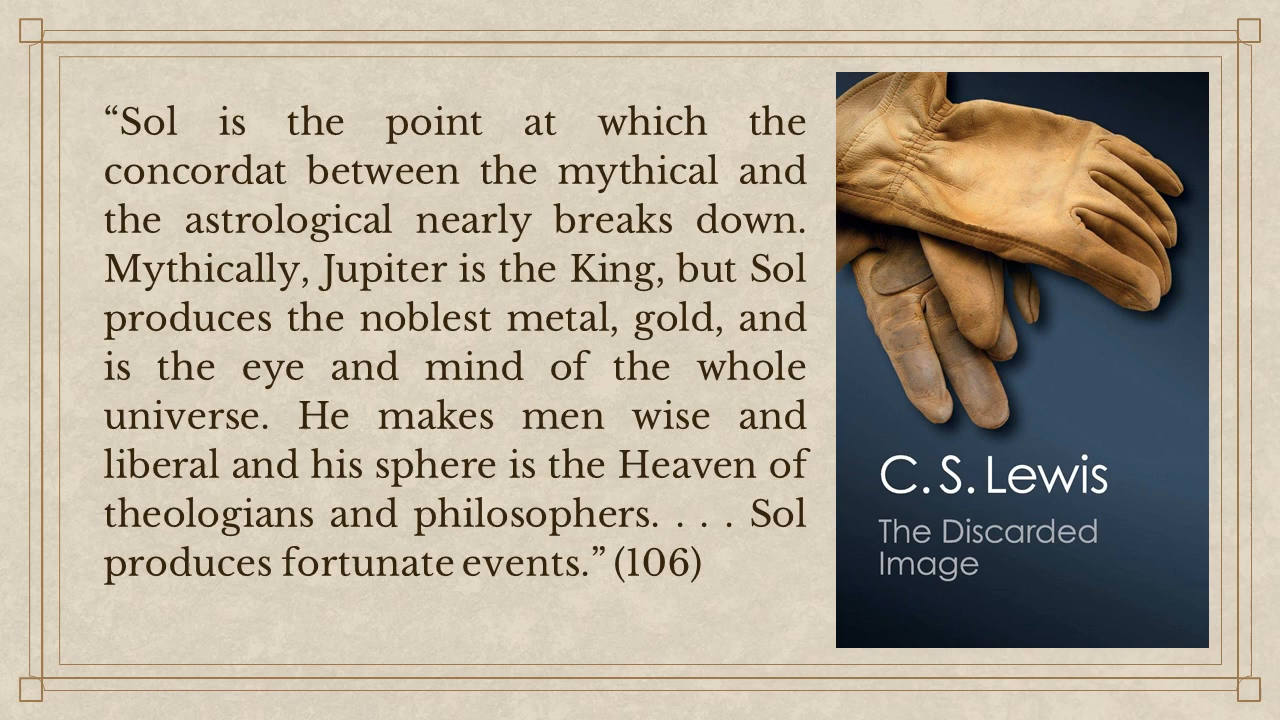 “Sol is the point at which the
concordat between the mythical and
the astrological nearly breaks down.
Mythically, Jupiter is the King, but Sol
produces the noblest metal, gold, and
is the eye and mind of the whole
universe. He makes men wise and
liberal and his sphere is the Heaven of
theologians and philosophers. . . . Sol
produces fortunate events.” (106)
C. S. Lewis
The Discarded
Image